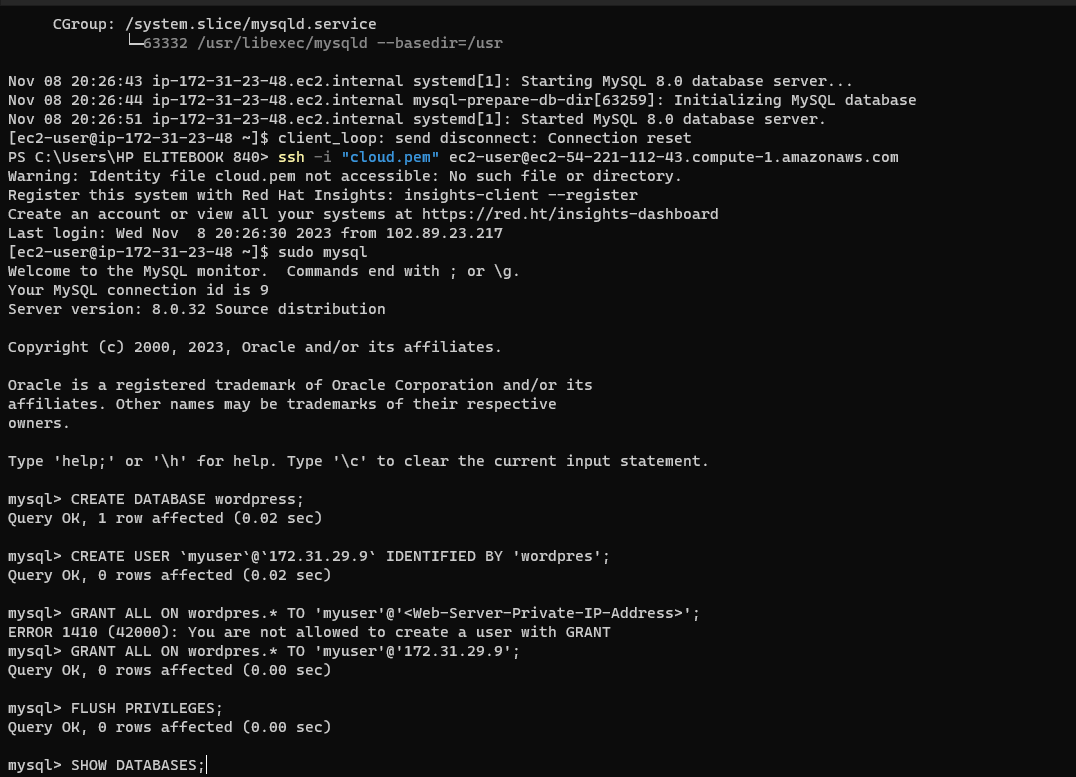 CGroup: /system.slice/mysqld.service
└─63332 /usr/libexec/mysqld --basedir=/usr
Nov 08 20:26:43 ip-172-31-23-48.ec2.internal systemd[1]: Starting MySQL 8.0 database server...
Nov 08 20:26:44 ip-172-31-23-48.ec2.internal mysql-prepare-db-dir[63259]: Initializing MySQL database
Nov 08 20:26:51 ip-172-31-23-48.ec2.internal systemd[1]: Started MySQL 8.0 database server.
[ec2-user@ip-172-31-23-48 ~]$ client_loop: send disconnect: Connection reset
PS C:\Users\HP ELITEBOOK 840> ssh -i "cloud.pem" ec2-user@ec2-54-221-112-43.compute-1.amazonaws.com
Warning: Identity file cloud.pem not accessible: No such file or directory.
Register this system with Red Hat Insights: insights-client --register
Create an account or view all your systems at https://red.ht/insights-dashboard
Last login: Wed Nov  8 20:26:30 2023 from 102.89.23.217
[ec2-user@ip-172-31-23-48 ~]$ sudo mysql
Welcome to the MySQL monitor.  Commands end with ; or \g.
Your MySQL connection id is 9
Server version: 8.0.32 Source distribution
Copyright (c) 2000, 2023, Oracle and/or its affiliates.
Oracle is a registered trademark of Oracle Corporation and/or its
affiliates. Other names may be trademarks of their respective
owners.
Type 'help;' or '\h' for help. Type '\c' to clear the current input statement.
mysql> CREATE DATABASE wordpress;
Query OK, 1 row affected (0.02 sec)
mysql> CREATE USER `myuser`@`172.31.29.9` IDENTIFIED BY 'wordpres';
Query OK, 0 rows affected (0.02 sec)
mysql> GRANT ALL ON wordpres.* TO 'myuser'@'<Web-Server-Private-IP-Address>';
ERROR 1410 (42000): You are not allowed to create a user with GRANT
mysql> GRANT ALL ON wordpres.* TO 'myuser'@'172.31.29.9';
Query OK, 0 rows affected (0.00 sec)
mysql> FLUSH PRIVILEGES;
Query OK, 0 rows affected (0.00 sec)
mysql> SHOW DATABASES;